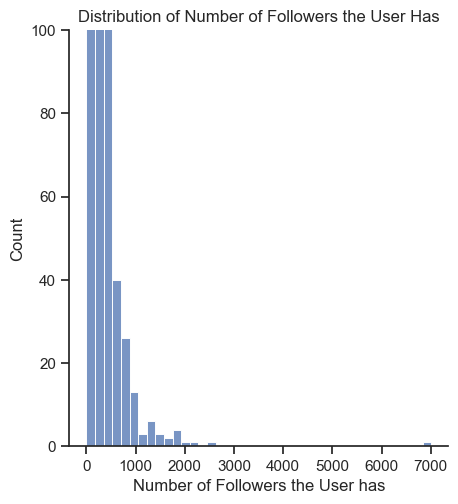 Distribution of Number of Followers the User Has
100
80
60
40
20
0
Count
0 1000 2000 3000 4000 5000 6000 7000
Number of Followers the User has